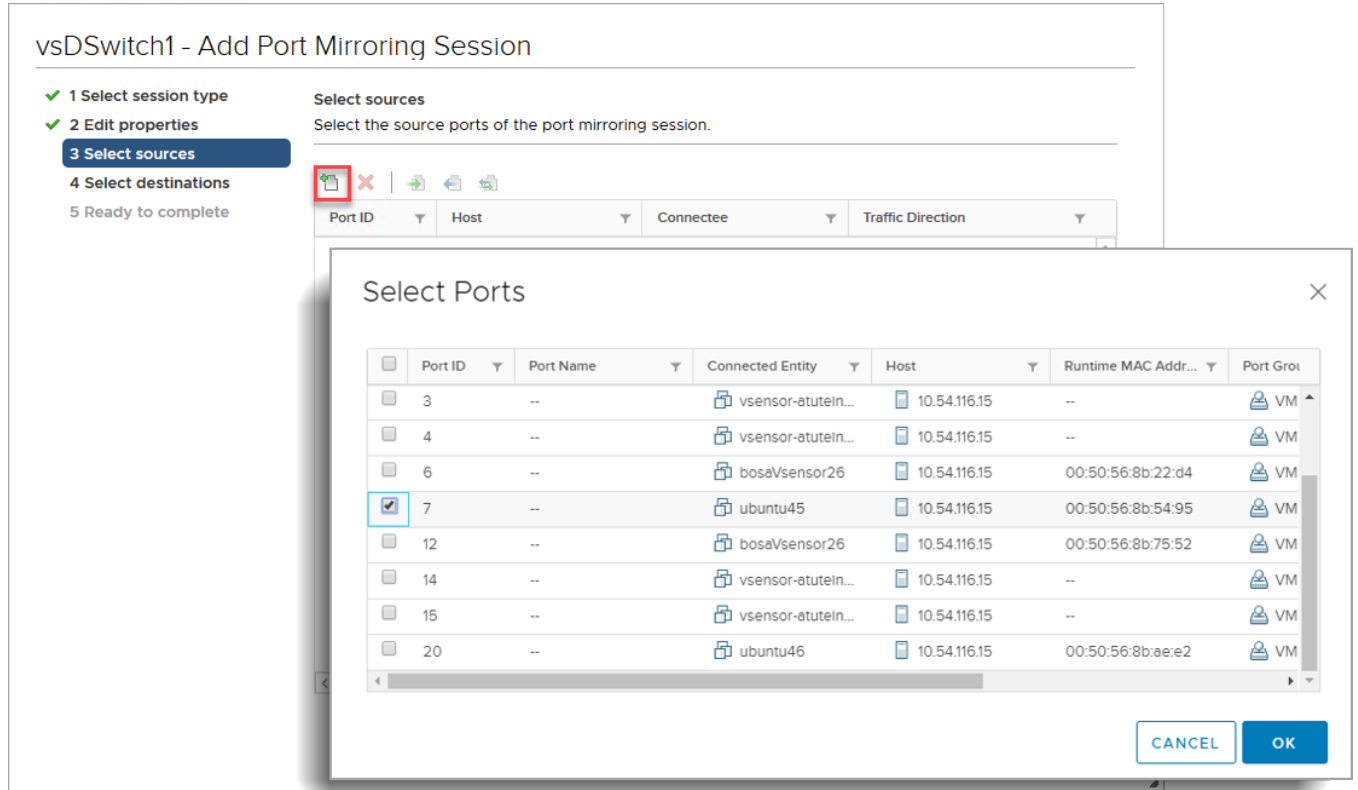 vsDSwitch1 - Add Port Mirroring Session
1 Select session type
2 Edit properties
3 Select sources
4 Select destinations
5 Ready to complete
Select sources
Select the source ports of the port mirroring session.
Port ID Host Connectee Traffic Direction
Select Ports
Port ID Port Name Connected Entity Host Runtime MAC Addr... Port Grou
3 -- vsensor-atuteIn... 10.54.116.15 -- VM
4 -- vsensor-atuteIn... 10.54.116.15 -- VM
6 -- bosaVsensor26 10.54.116.15 00:50:56:8b:22:d4 VM
7 -- ubuntu45 10.54.116.15 00:50:56:8b:54:95 VM
12 -- bosaVsensor26 10.54.116.15 00:50:56:8b:75:52 VM
14 -- vsensor-atuteIn... 10.54.116.15 -- VM
15 -- vsensor-atuteIn... 10.54.116.15 -- VM
20 -- ubuntu46 10.54.116.15 00:50:56:8b:ae:e2 VM
CANCEL OK